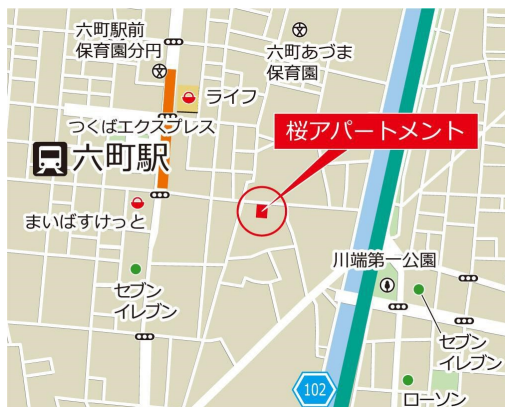 六町駅前
保育園分円
六町あづま
保育園
ライフ
つくばエクスプレス
桜アパートメント
六町駅
まいばすけっと
川端第一公園
セブン
イレブン
セブン
イレブン
102
ローソン